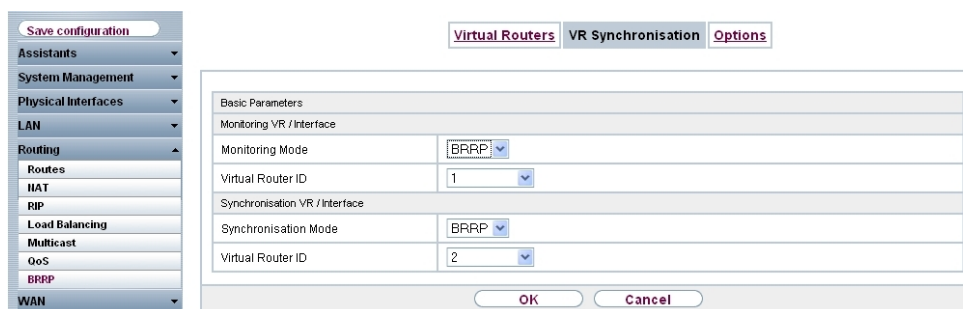 Save configuration
Assistants
System Management
Physical Interfaces
LAN
Routing
Routes
NAT
RIP
Load Balancing
Multicast
QoS
BRRP
WAN
Virtual Routers VR Synchronisation Options
Basic Parameters
Monitoring VR / Interface
Monitoring Mode BRRP
Virtual Router ID 1
Synchronisation VR / Interface
Synchronisation Mode BRRP
Virtual Router ID 2
OK Cancel